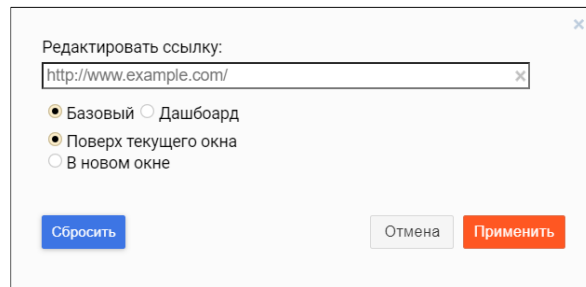 Редактировать ссылку:
http://www.example.com/
Базовый Дашбоард
Поверх текущего окна
В новом окне
Сбросить Отмена Применить